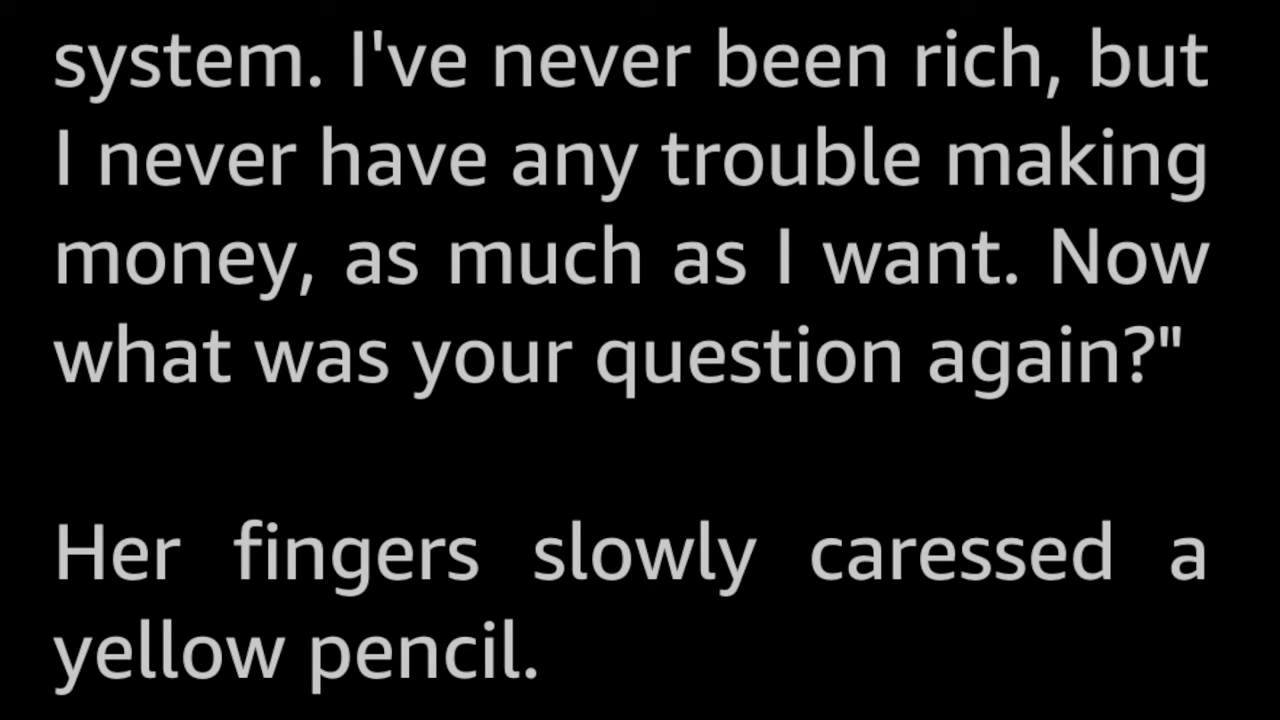 system. I've never been rich, but
I never have any trouble making
money, as much as I want. Now
what was your question again?"
Her fingers slowly caressed a
yellow pencil.